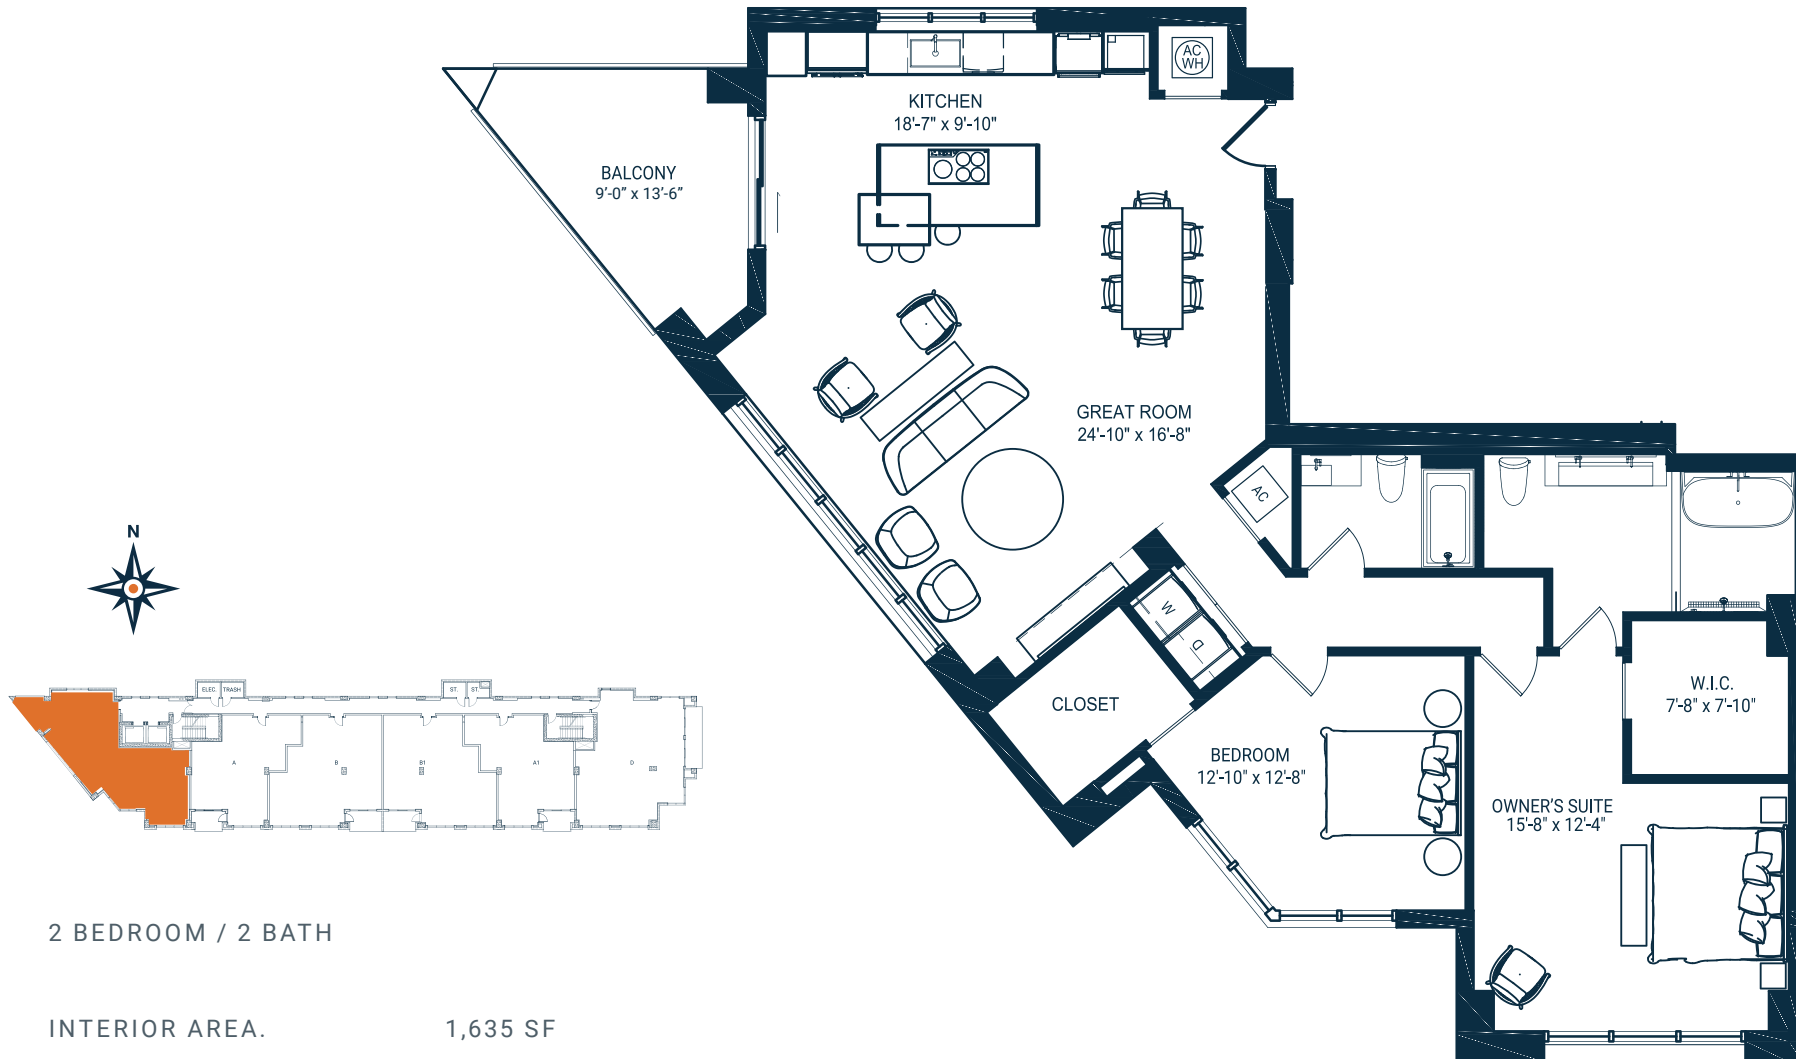 AC
WH
KITCHEN
18'-7" x 9'-10"
BALCONY
9'-0" x 13'-6"
GREAT ROOM
24'-10" x 16'-8"
AC
W
D
CLOSET
W.I.C.
7'-8" x 7'-10"
BEDROOM
12'-10" x 12'-8"
OWNER'S SUITE
15'-8" x 12'-4"
N
ELEC.
TRASH
ST.
ST.
A
B
B1
A1
D
2 BEDROOM / 2 BATH
INTERIOR AREA. 1,635 SF